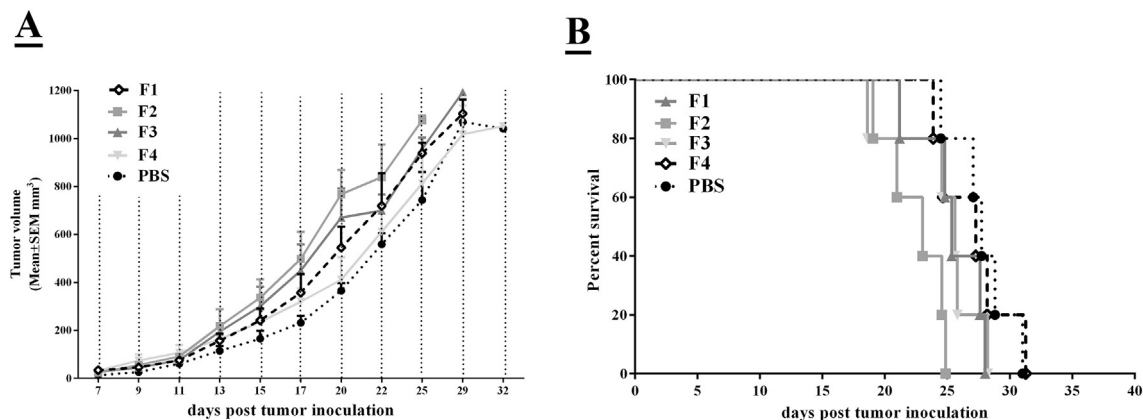 A
Tumor volume
(Mean±SEM mm³)
1200
1000
800
600
400
200
0
F1
F2
F3
F4
PBS
7 9 11 13 15 17 20 22 25 29 32
days post tumor inoculation
B
Percent survival
100
80
60
40
20
0
F1
F2
F3
F4
PBS
0 5 10 15 20 25 30 35 40
days post tumor inoculation